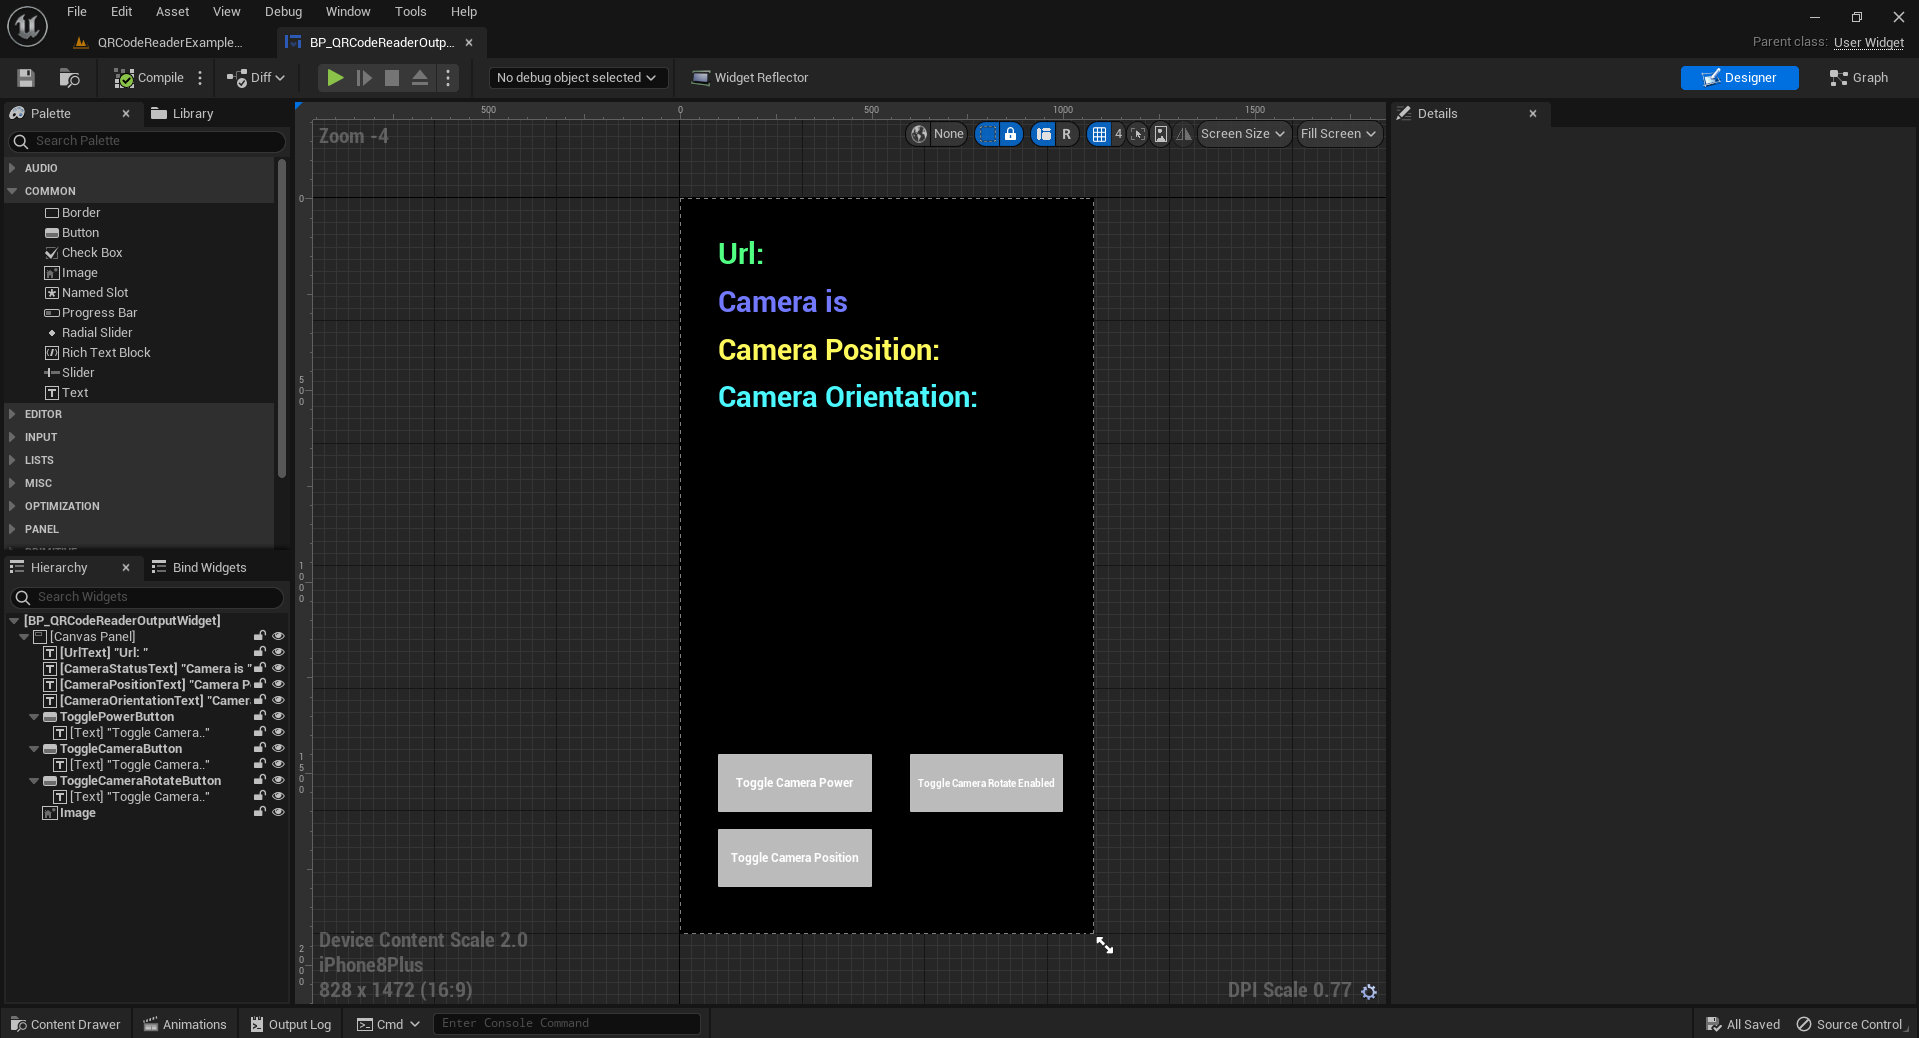 File Edit Asset View Debug Window Tools Help
QRCodeReaderExample...
BP_QRCodeReaderOutp...
Parent class: User Widget
Compile
Diff
No debug object selected
Widget Reflector
Designer
Graph
Palette
Library
Search Palette
AUDIO
COMMON
Border
Button
Check Box
Image
Named Slot
Progress Bar
Radial Slider
Rich Text Block
Slider
Text
EDITOR
INPUT
LISTS
MISC
OPTIMIZATION
PANEL
Hierarchy
Bind Widgets
Search Widgets
[BP_QRCodeReaderOutputWidget]
[Canvas Panel]
[UrlText] "Url: "
[CameraStatusText] "Camera is "
[CameraPositionText] "Camera P
[CameraOrientationText] "Camer
TogglePowerButton
[Text] "Toggle Camera.."
ToggleCameraButton
[Text] "Toggle Camera.."
ToggleCameraRotateButton
[Text] "Toggle Camera.."
Image
500 0 500 1000 1500
Zoom -4
None
R
4
Screen Size
Fill Screen
0
500
1000
1500
2000
Url:
Camera is
Camera Position:
Camera Orientation:
Toggle Camera Power
Toggle Camera Rotate Enabled
Toggle Camera Position
Device Content Scale 2.0
iPhone8Plus
828 x 1472 (16:9)
DPI Scale 0.77
Details
Content Drawer
Animations
Output Log
Cmd
Enter Console Command
All Saved
Source Control